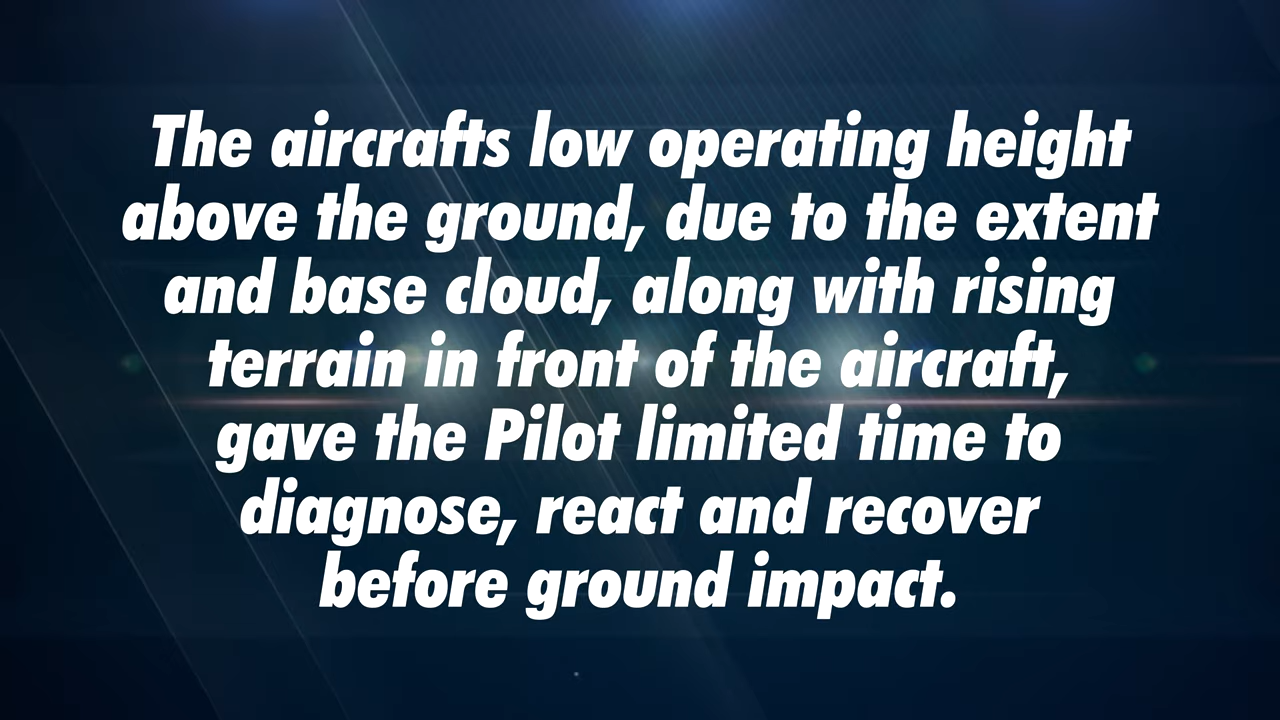 The aircrafts low operating height
above the ground, due to the extent
and base cloud, along with rising
terrain in front of the aircraft,
gave the Pilot limited time to
diagnose, react and recover
before ground impact.